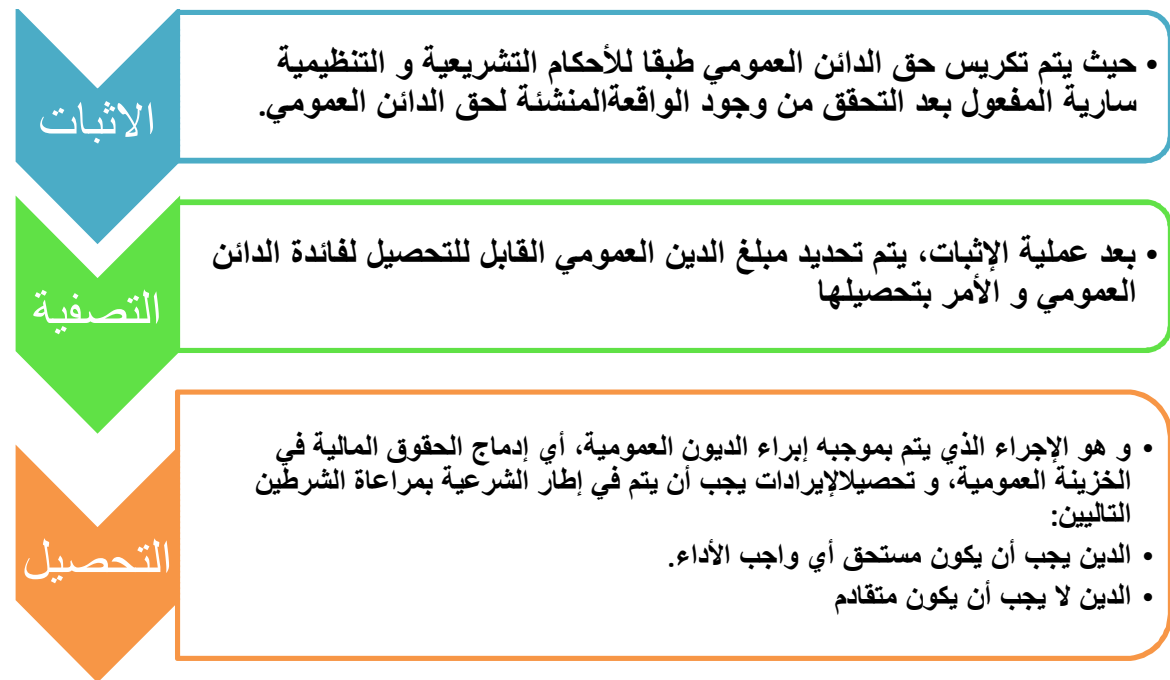 الاثبات
• حيث يتم تكريس حق الدائن العمومي طبقا للأحكام التشريعية و التنظيمية
سارية المفعول بعد التحقق من وجود الواقعةالمنشئة لحق الدائن العمومي.
التصفية
• بعد عملية الإثبات، يتم تحديد مبلغ الدين العمومي القابل للتحصيل لفائدة الدائن
العمومي و الأمر بتحصيلها
التحصيل
• و هو الإجراء الذي يتم بموجبه إبراء الديون العمومية، أي إدماج الحقوق المالية في
الخزينة العمومية، و تحصيلالإيرادات يجب أن يتم في إطار الشرعية بمراعاة الشرطين
التاليين:
• الدين يجب أن يكون مستحق أي واجب الأداء.
• الدين لا يجب أن يكون متقادم